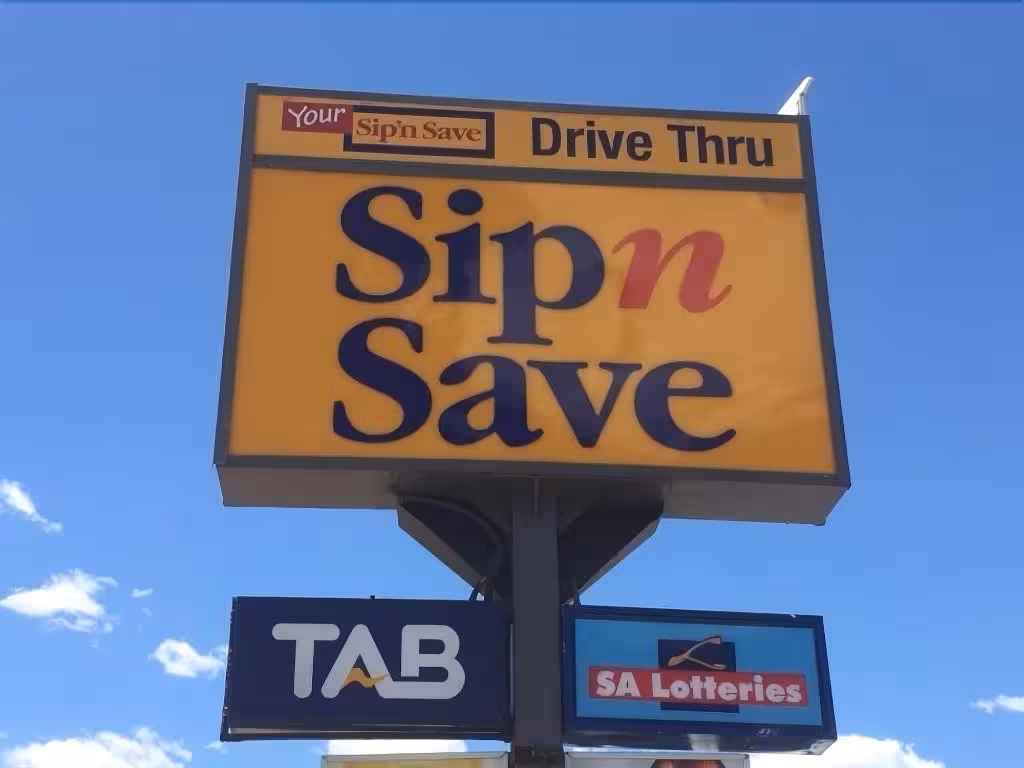 Your Sip'n Save Drive Thru
Sip n
Save
TAB
SA Lotteries